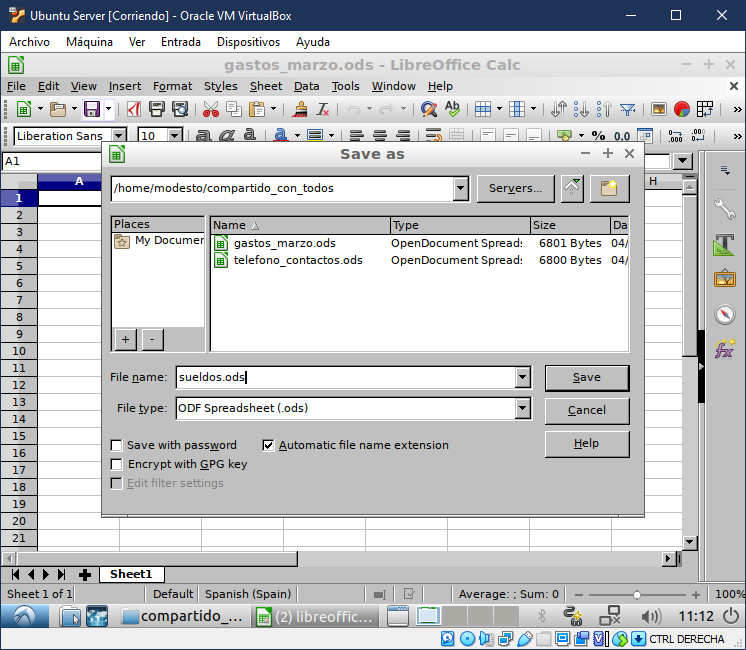 Ubuntu Server [Corriendo] - Oracle VM VirtualBox
Archivo Máquina Ver Entrada Dispositivos Ayuda
gastos_marzo.ods - LibreOffice Calc
File Edit View Insert Format Styles Sheet Data Tools Window Help
Liberation Sans 10 % 0.0
A1
Save as
/home/modesto/compartido_con_todos Servers...
A H
Places Name Type Size Da
My Documen gastos_marzo.ods OpenDocument Spreads 6801 Bytes 04/
telefono_contactos.ods OpenDocument Spreads 6800 Bytes 04/
+ -
File name: sueldos.ods Save
File type: ODF Spreadsheet (.ods) Cancel
Save with password Automatic file name extension Help
Encrypt with GPG key
Edit filter settings
1
2
3
4
5
6
7
8
9
10
11
12
13
14
15
16
17
18
19
20
21
Sheet1
Sheet 1 of 1 Default Spanish (Spain) Average: ; Sum: 0 100%
compartido_... (2) libreoffic... 11:12
CTRL DERECHA